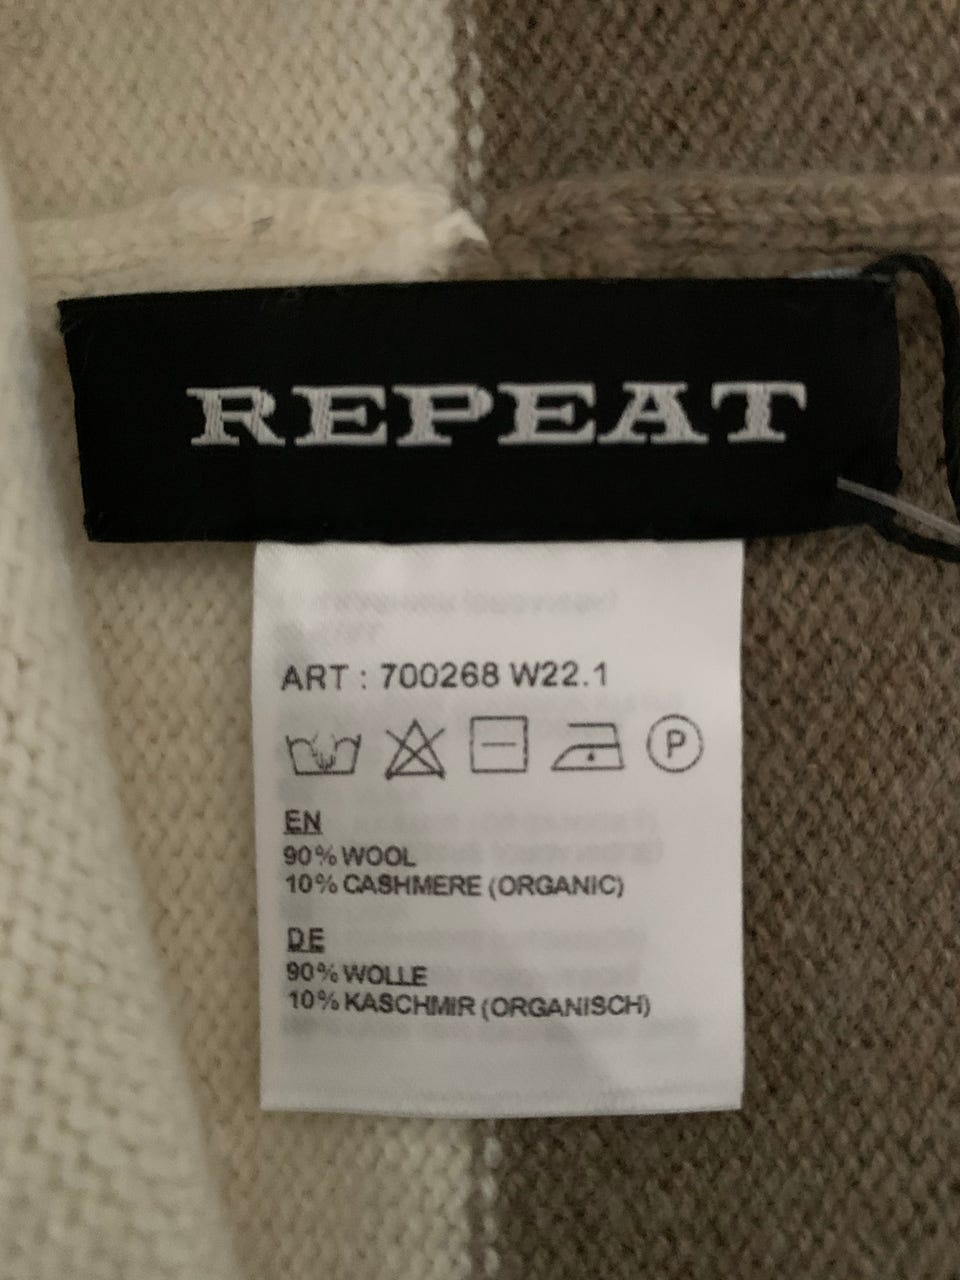 REPEAT
ART : 700268 W22.1
P
EN
90% WOOL
10% CASHMERE (ORGANIC)
DE
90% WOLLE
10% KASCHMIR (ORGANISCH)